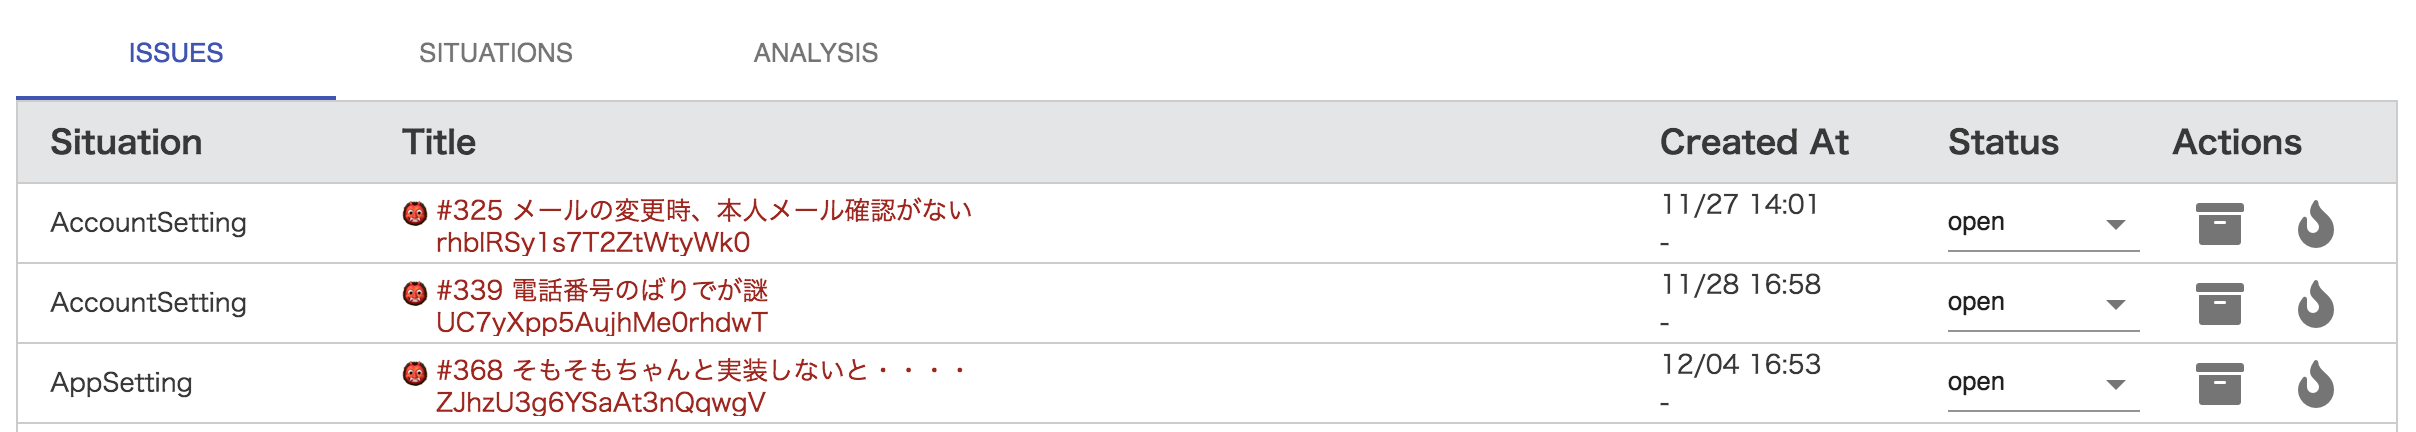 ISSUES SITUATIONS ANALYSIS
Situation Title Created At Status Actions
AccountSetting #325 メールの変更時、本人メール確認がない 11/27 14:01 open
rhblRSy1s7T2ZtWtyWk0 -
AccountSetting #339 電話番号のばりでが謎 11/28 16:58 open
UC7yXpp5AujhMe0rhdwT -
AppSetting #368 そもそもちゃんと実装しないと・・・・ 12/04 16:53 open
ZJhzU3g6YSaAt3nQqwgV -